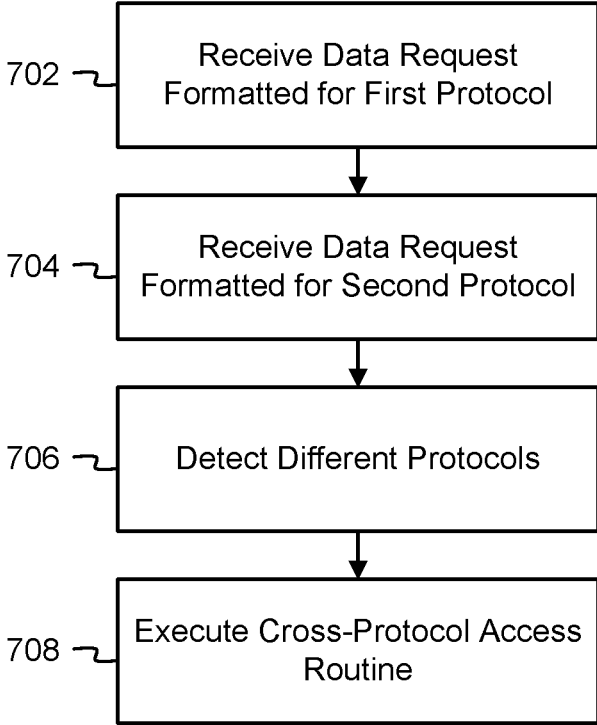 702
Receive Data Request
Formatted for First Protocol
704
Receive Data Request
Formatted for Second Protocol
706
Detect Different Protocols
708
Execute Cross-Protocol Access
Routine